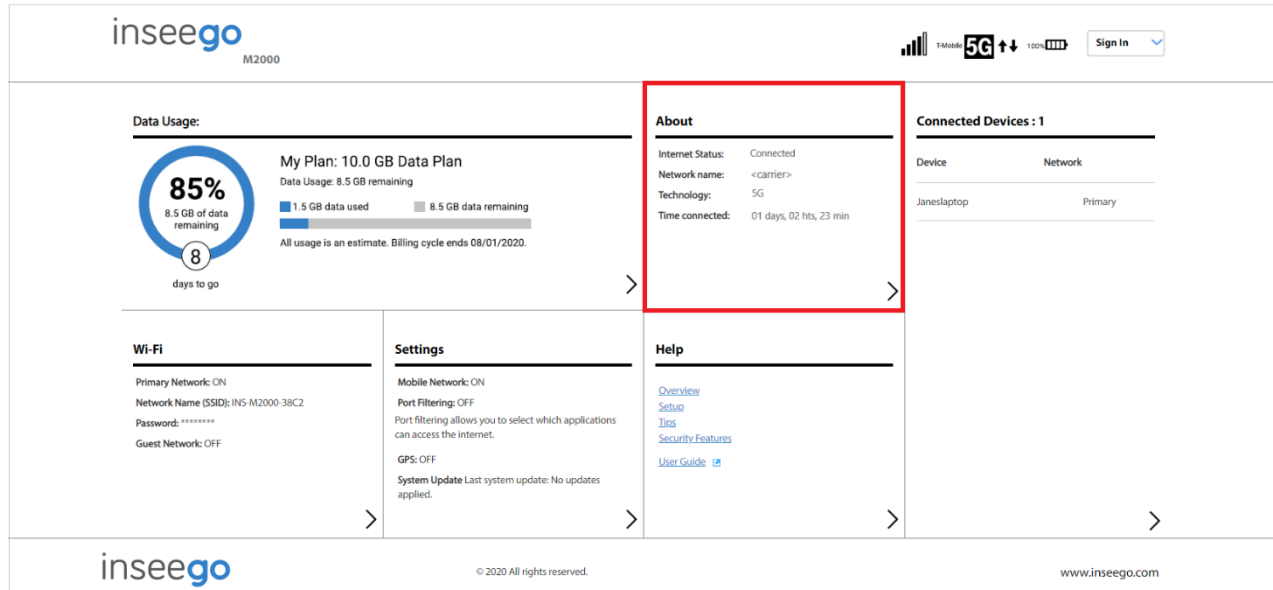 inseego
M2000
T-Mobile 5G 100% Sign In
Data Usage:
85%
8.5 GB of data
remaining
8
days to go
My Plan: 10.0 GB Data Plan
Data Usage: 8.5 GB remaining
1.5 GB data used 8.5 GB data remaining
All usage is an estimate. Billing cycle ends 08/01/2020.
About
Internet Status: Connected
Network name: <carrier>
Technology: 5G
Time connected: 01 days, 02 hts, 23 min
Connected Devices : 1
Device Network
Janeslaptop Primary
Wi-Fi
Primary Network: ON
Network Name (SSID): INS-M2000-38C2
Password: ********
Guest Network: OFF
Settings
Mobile Network: ON
Port Filtering: OFF
Port filtering allows you to select which applications
can access the internet.
GPS: OFF
System Update Last system update: No updates
applied.
Help
Overview
Setup
Tips
Security Features
User Guide
inseego
© 2020 All rights reserved.
www.inseego.com